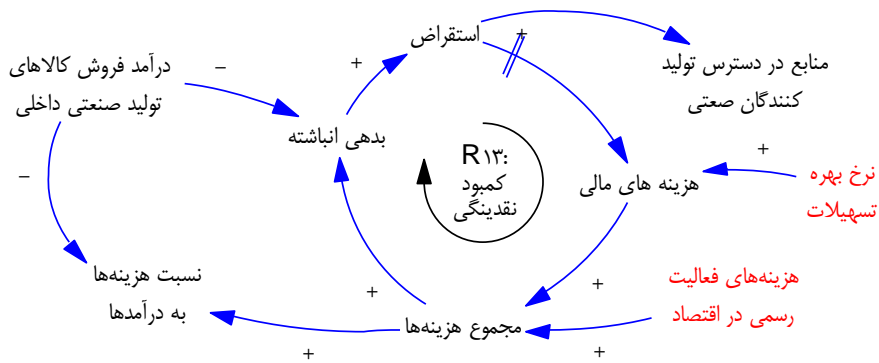 استقراض
منابع در دسترس تولید
کنندگان صعتی
درآمد فروش کالاهای
تولید صنعتی داخلی
–
+
+
بدهی انباشته
R۱۳:
کمبود
نقدینگی
هزینه های مالی
+
نرخ بهره
تسهیلات
–
نسبت هزینه‌ها
به درآمدها
+
+
هزینه‌های فعالیت
رسمی در اقتصاد
مجموع هزینه‌ها
+
+